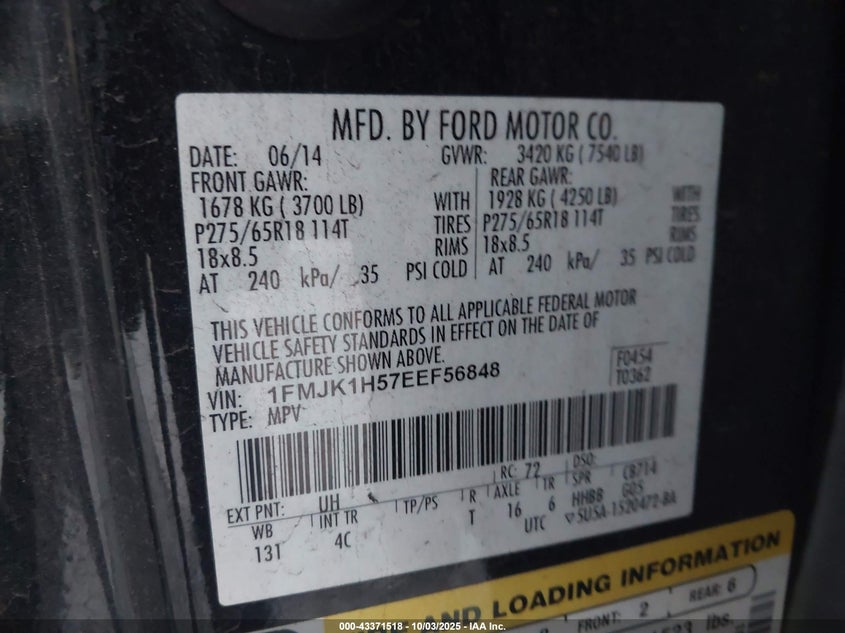 MFD. BY FORD MOTOR CO.
DATE: 06/14 GVWR: 3420 KG ( 7540 LB)
FRONT GAWR: REAR GAWR:
1678 KG ( 3700 LB) WITH 1928 KG ( 4250 LB) WITH
P275/65R18 114T TIRES P275/65R18 114T TIRES
18x8.5 RIMS 18x8.5 RIMS
AT 240 kPa/ 35 PSI COLD AT 240 kPa/ 35 PSI COLD
THIS VEHICLE CONFORMS TO ALL APPLICABLE FEDERAL MOTOR
VEHICLE SAFETY STANDARDS IN EFFECT ON THE DATE OF
MANUFACTURE SHOWN ABOVE.
VIN: 1FMJK1H57EEF56848
TYPE: MPV
F0454
T0362
EXT PNT: UH RC: 72 DSO:
WB INT TR TP/PS R AXLE TR SPR CB714
131 4C T 16 6 HHBB G05
UTC 5U5A-1520472-BA
AND LOADING INFORMATION
FRONT: 2 REAR: 6
lbs.
000-43371518 - 10/03/2025 - IAA Inc.